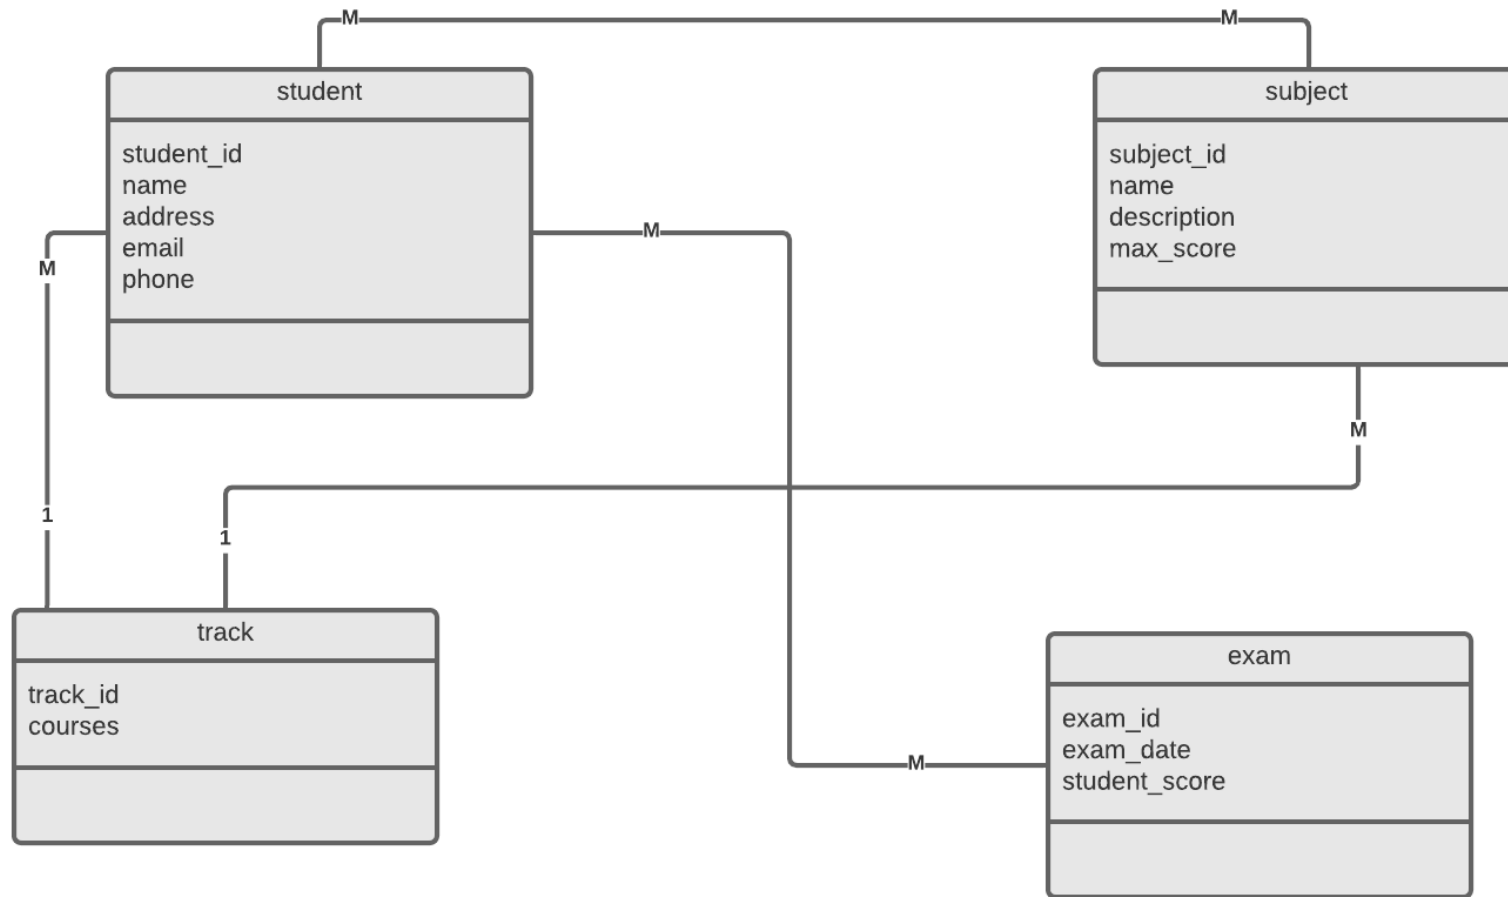 M
M
student
student_id
name
address
email
phone
subject
subject_id
name
description
max_score
M
M
M
1
1
track
track_id
courses
M
exam
exam_id
exam_date
student_score